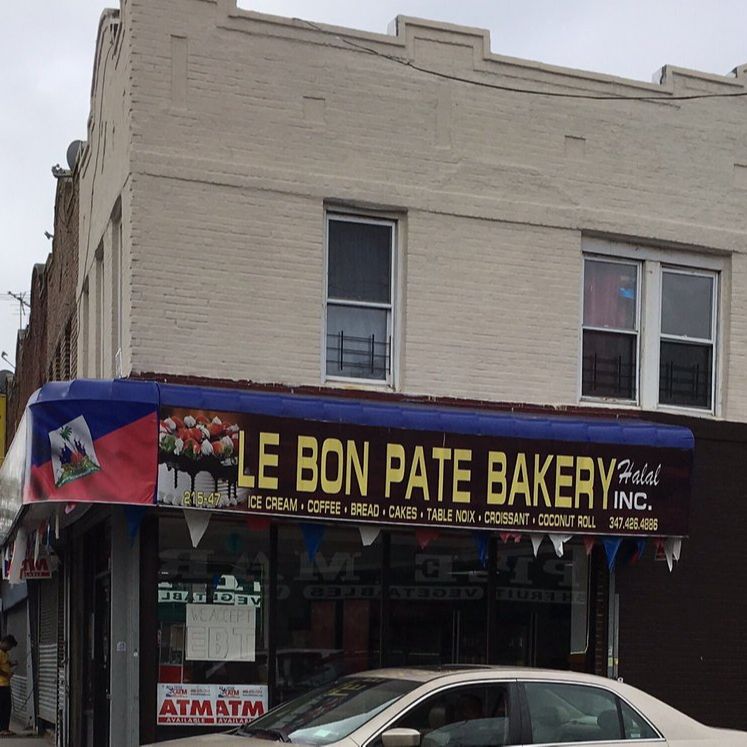 LE BON PATE BAKERY Halal INC.
215-47
ICE CREAM • COFFEE • BREAD • CAKES • TABLE NOIX • CROISSANT • COCONUT ROLL 347.426.4886
WE ACCEPT
EBT
ATM ATM
AVAILABLE AVAILABLE
ATM